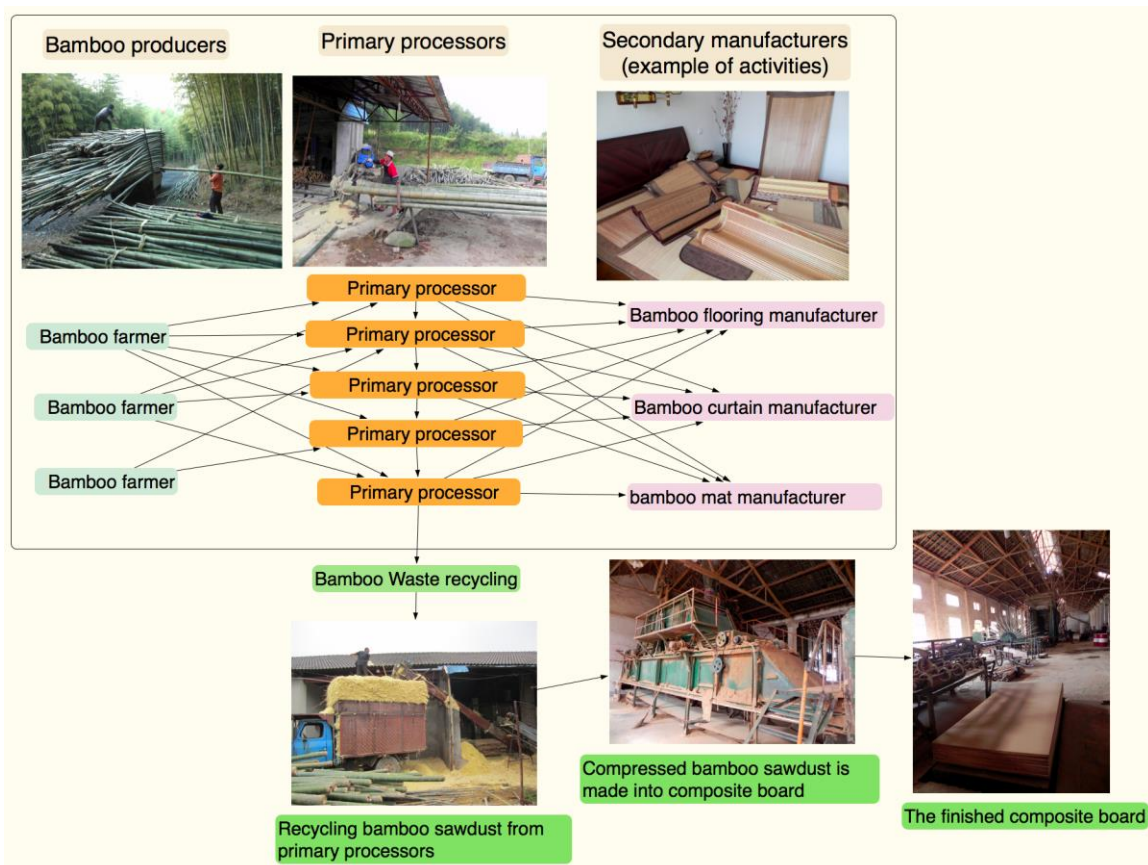 Bamboo producers
Primary processors
Secondary manufacturers
(example of activities)
Primary processor
Bamboo flooring manufacturer
Bamboo farmer
Primary processor
Primary processor
Bamboo farmer
Bamboo curtain manufacturer
Primary processor
Bamboo farmer
Primary processor
bamboo mat manufacturer
Bamboo Waste recycling
Recycling bamboo sawdust from
primary processors
Compressed bamboo sawdust is
made into composite board
The finished composite board